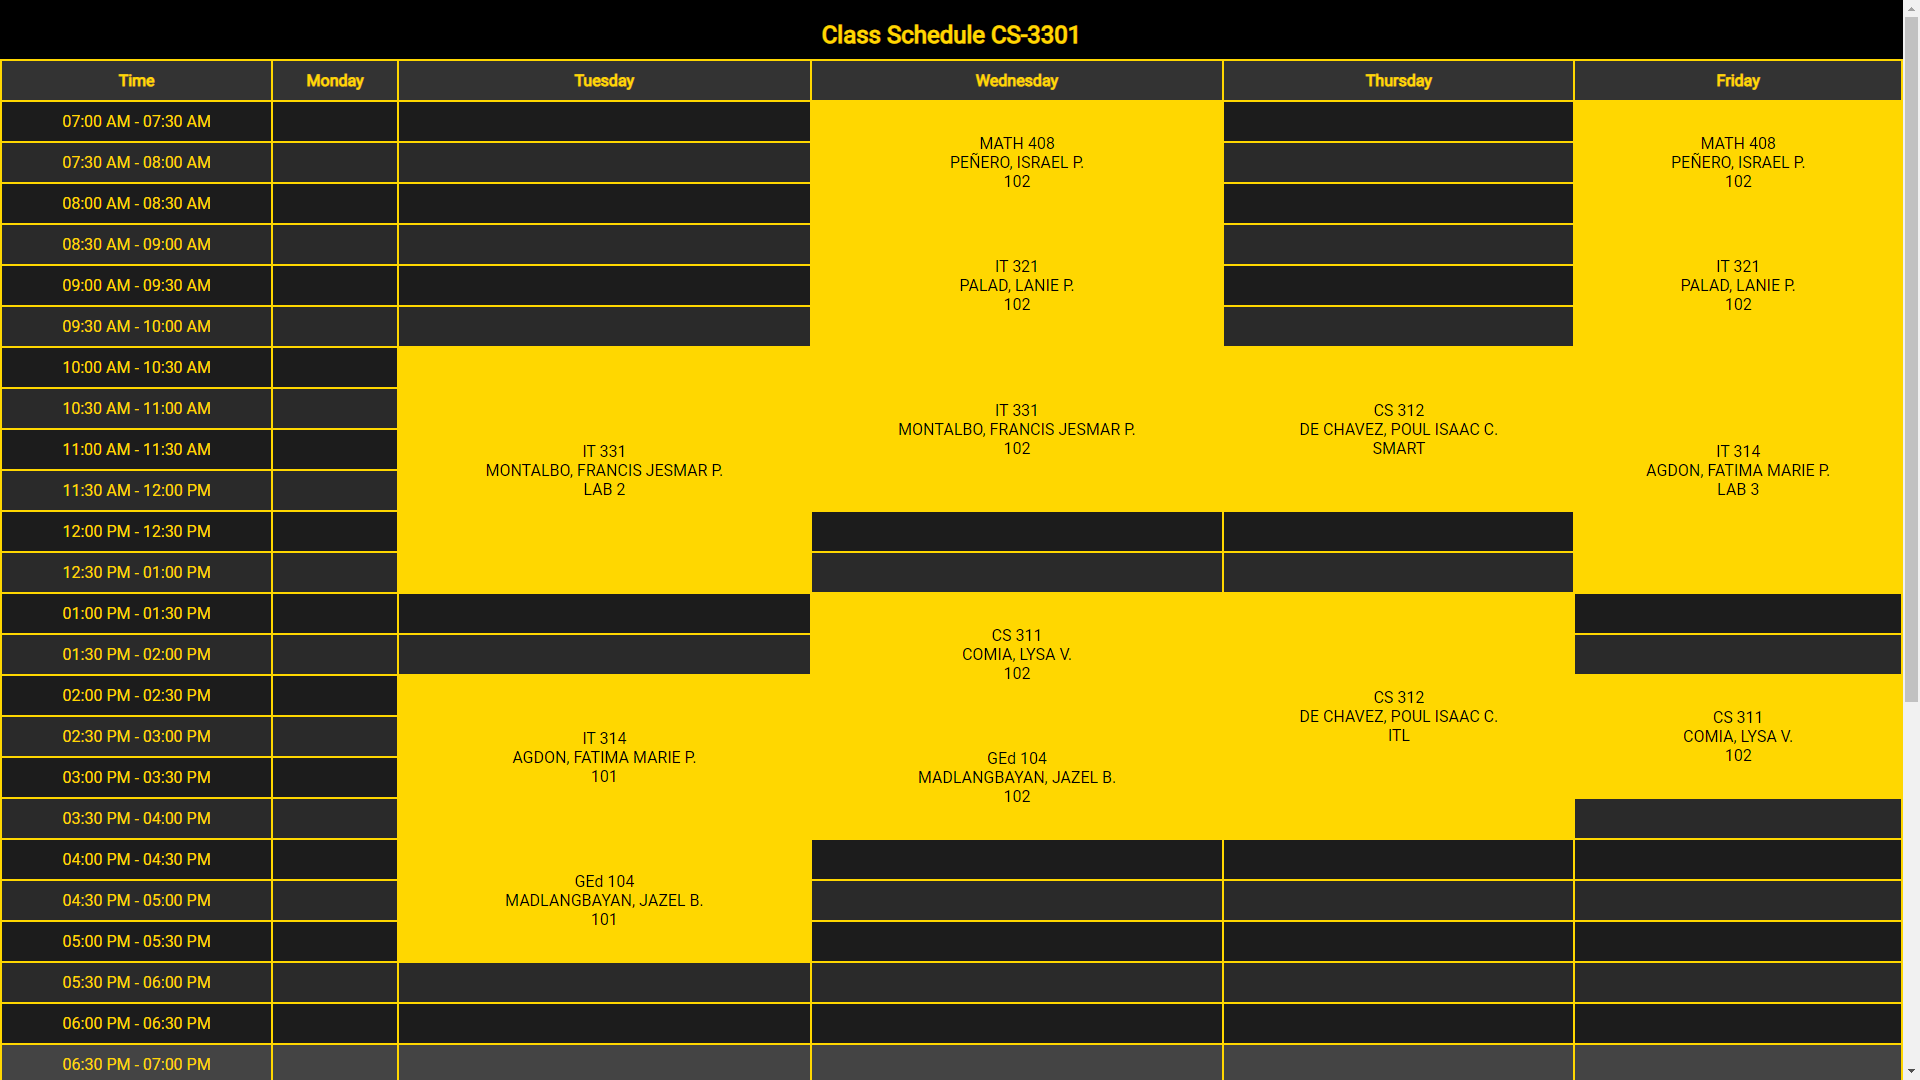 Class Schedule CS-3301
Time Monday Tuesday Wednesday Thursday Friday
07:00 AM - 07:30 AM
MATH 408
PEÑERO, ISRAEL P.
102
MATH 408
PEÑERO, ISRAEL P.
102
07:30 AM - 08:00 AM
08:00 AM - 08:30 AM
08:30 AM - 09:00 AM
IT 321
PALAD, LANIE P.
102
IT 321
PALAD, LANIE P.
102
09:00 AM - 09:30 AM
09:30 AM - 10:00 AM
10:00 AM - 10:30 AM
IT 331
MONTALBO, FRANCIS JESMAR P.
LAB 2
IT 331
MONTALBO, FRANCIS JESMAR P.
102
CS 312
DE CHAVEZ, POUL ISAAC C.
SMART
IT 314
AGDON, FATIMA MARIE P.
LAB 3
10:30 AM - 11:00 AM
11:00 AM - 11:30 AM
11:30 AM - 12:00 PM
12:00 PM - 12:30 PM
12:30 PM - 01:00 PM
01:00 PM - 01:30 PM
CS 311
COMIA, LYSA V.
102
CS 312
DE CHAVEZ, POUL ISAAC C.
ITL
01:30 PM - 02:00 PM
02:00 PM - 02:30 PM
IT 314
AGDON, FATIMA MARIE P.
101
CS 311
COMIA, LYSA V.
102
02:30 PM - 03:00 PM
GEd 104
MADLANGBAYAN, JAZEL B.
102
03:00 PM - 03:30 PM
03:30 PM - 04:00 PM
04:00 PM - 04:30 PM
GEd 104
MADLANGBAYAN, JAZEL B.
101
04:30 PM - 05:00 PM
05:00 PM - 05:30 PM
05:30 PM - 06:00 PM
06:00 PM - 06:30 PM
06:30 PM - 07:00 PM